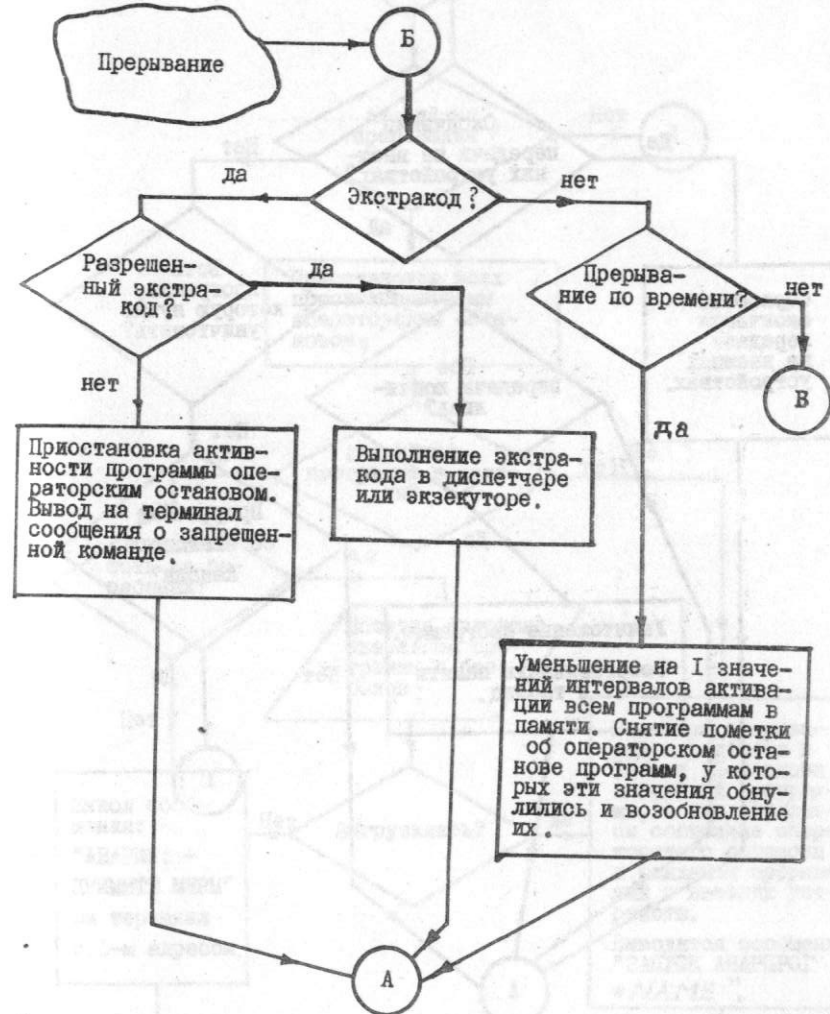 Прерывание
Б
Экстракод?
да
нет
Разрешен-
ный экстра-
код?
да
Прерыва-
ние по времени?
нет
нет
В
да
Приостановка актив-
ности программы опе-
раторским остановом.
Вывод на терминал
сообщения о запрещен-
ной команде.
Выполнение экстра-
кода в диспетчере
или экзекуторе.
Уменьшение на I значе-
ний интервалов актива-
ции всем программам в
памяти. Снятие пометки
об операторском оста-
нове программ, у кото-
рых эти значения обну-
лились и возобновление
их.
А